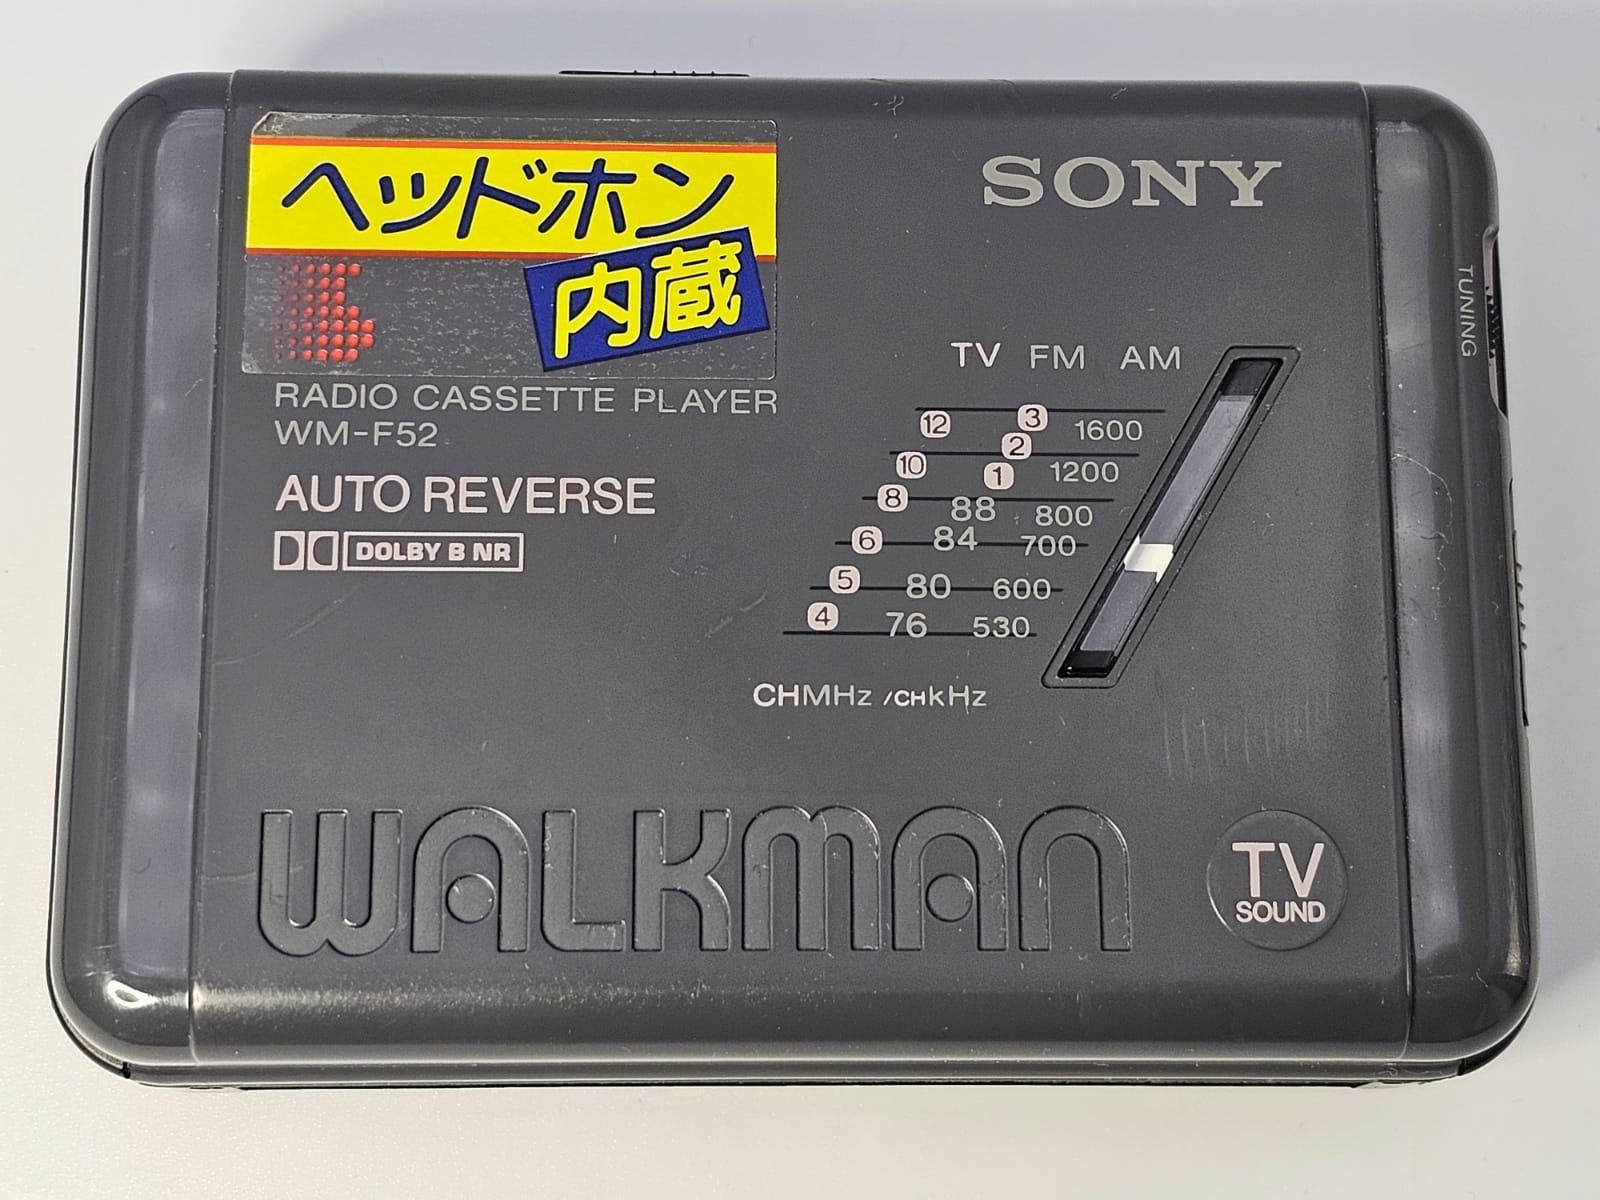 ヘッドホン
内蔵
SONY
RADIO CASSETTE PLAYER
WM-F52
AUTO REVERSE
DOLBY B NR
TV FM AM
12 3 1600
2
10 1 1200
8 88 800
6 84 700
5 80 600
4 76 530
CHMHz /CHkHz
TUNING
WALKMAN
TV
SOUND